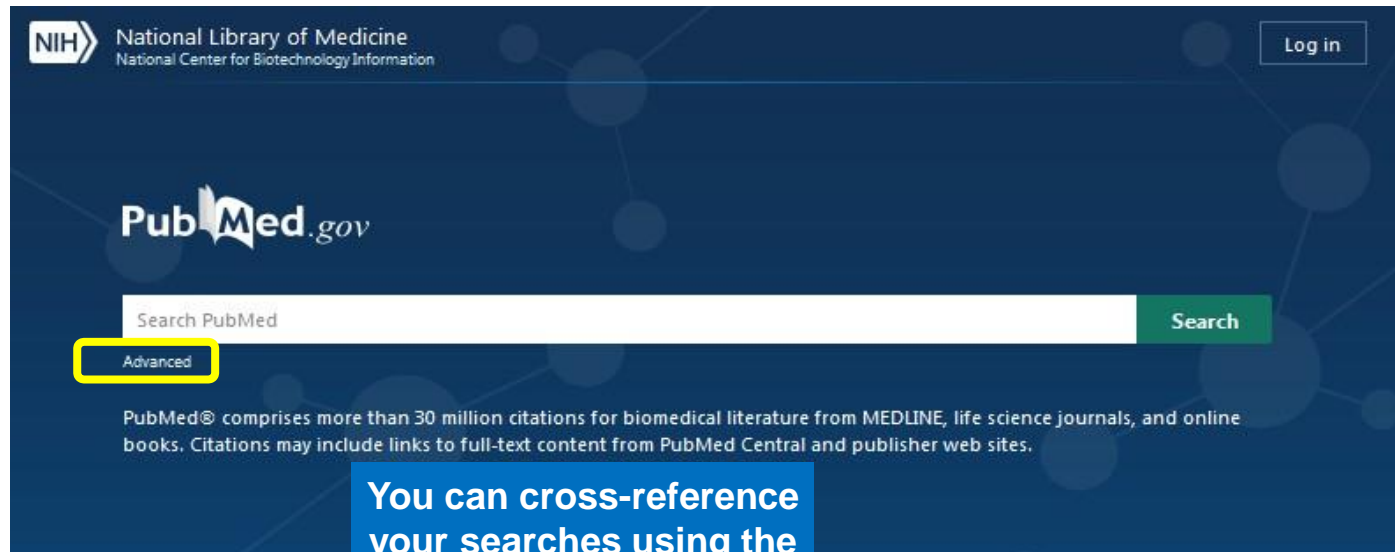 NIH
National Library of Medicine
National Center for Biotechnology Information
Log in
PubMed.gov
Search PubMed
Search
Advanced
PubMed® comprises more than 30 million citations for biomedical literature from MEDLINE, life science journals, and online
books. Citations may include links to full-text content from PubMed Central and publisher web sites.
You can cross-reference
your searches using the